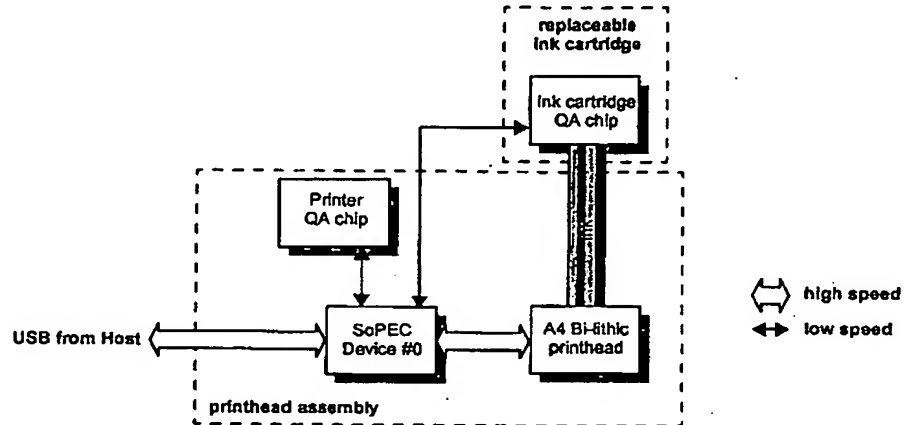 replaceable
ink cartridge
ink cartridge
QA chip
Printer
QA chip
USB from Host
SoPEC
Device #0
A4 Bi-lithic
printhead
high speed
low speed
printhead assembly